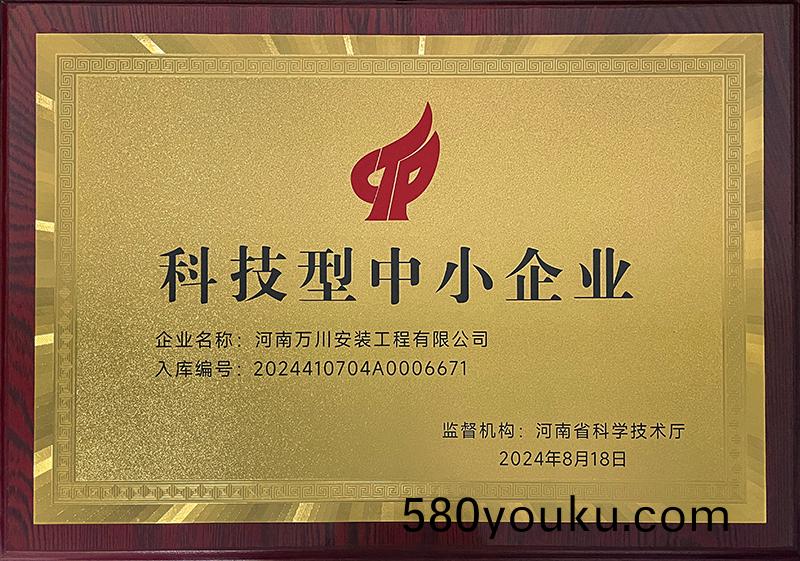 科技型中小企业
企业名称：河南万川安装工程有限公司
入库编号：2024410704A0006671
监督机构：河南省科学技术厅
2024年8月18日
580youku.com